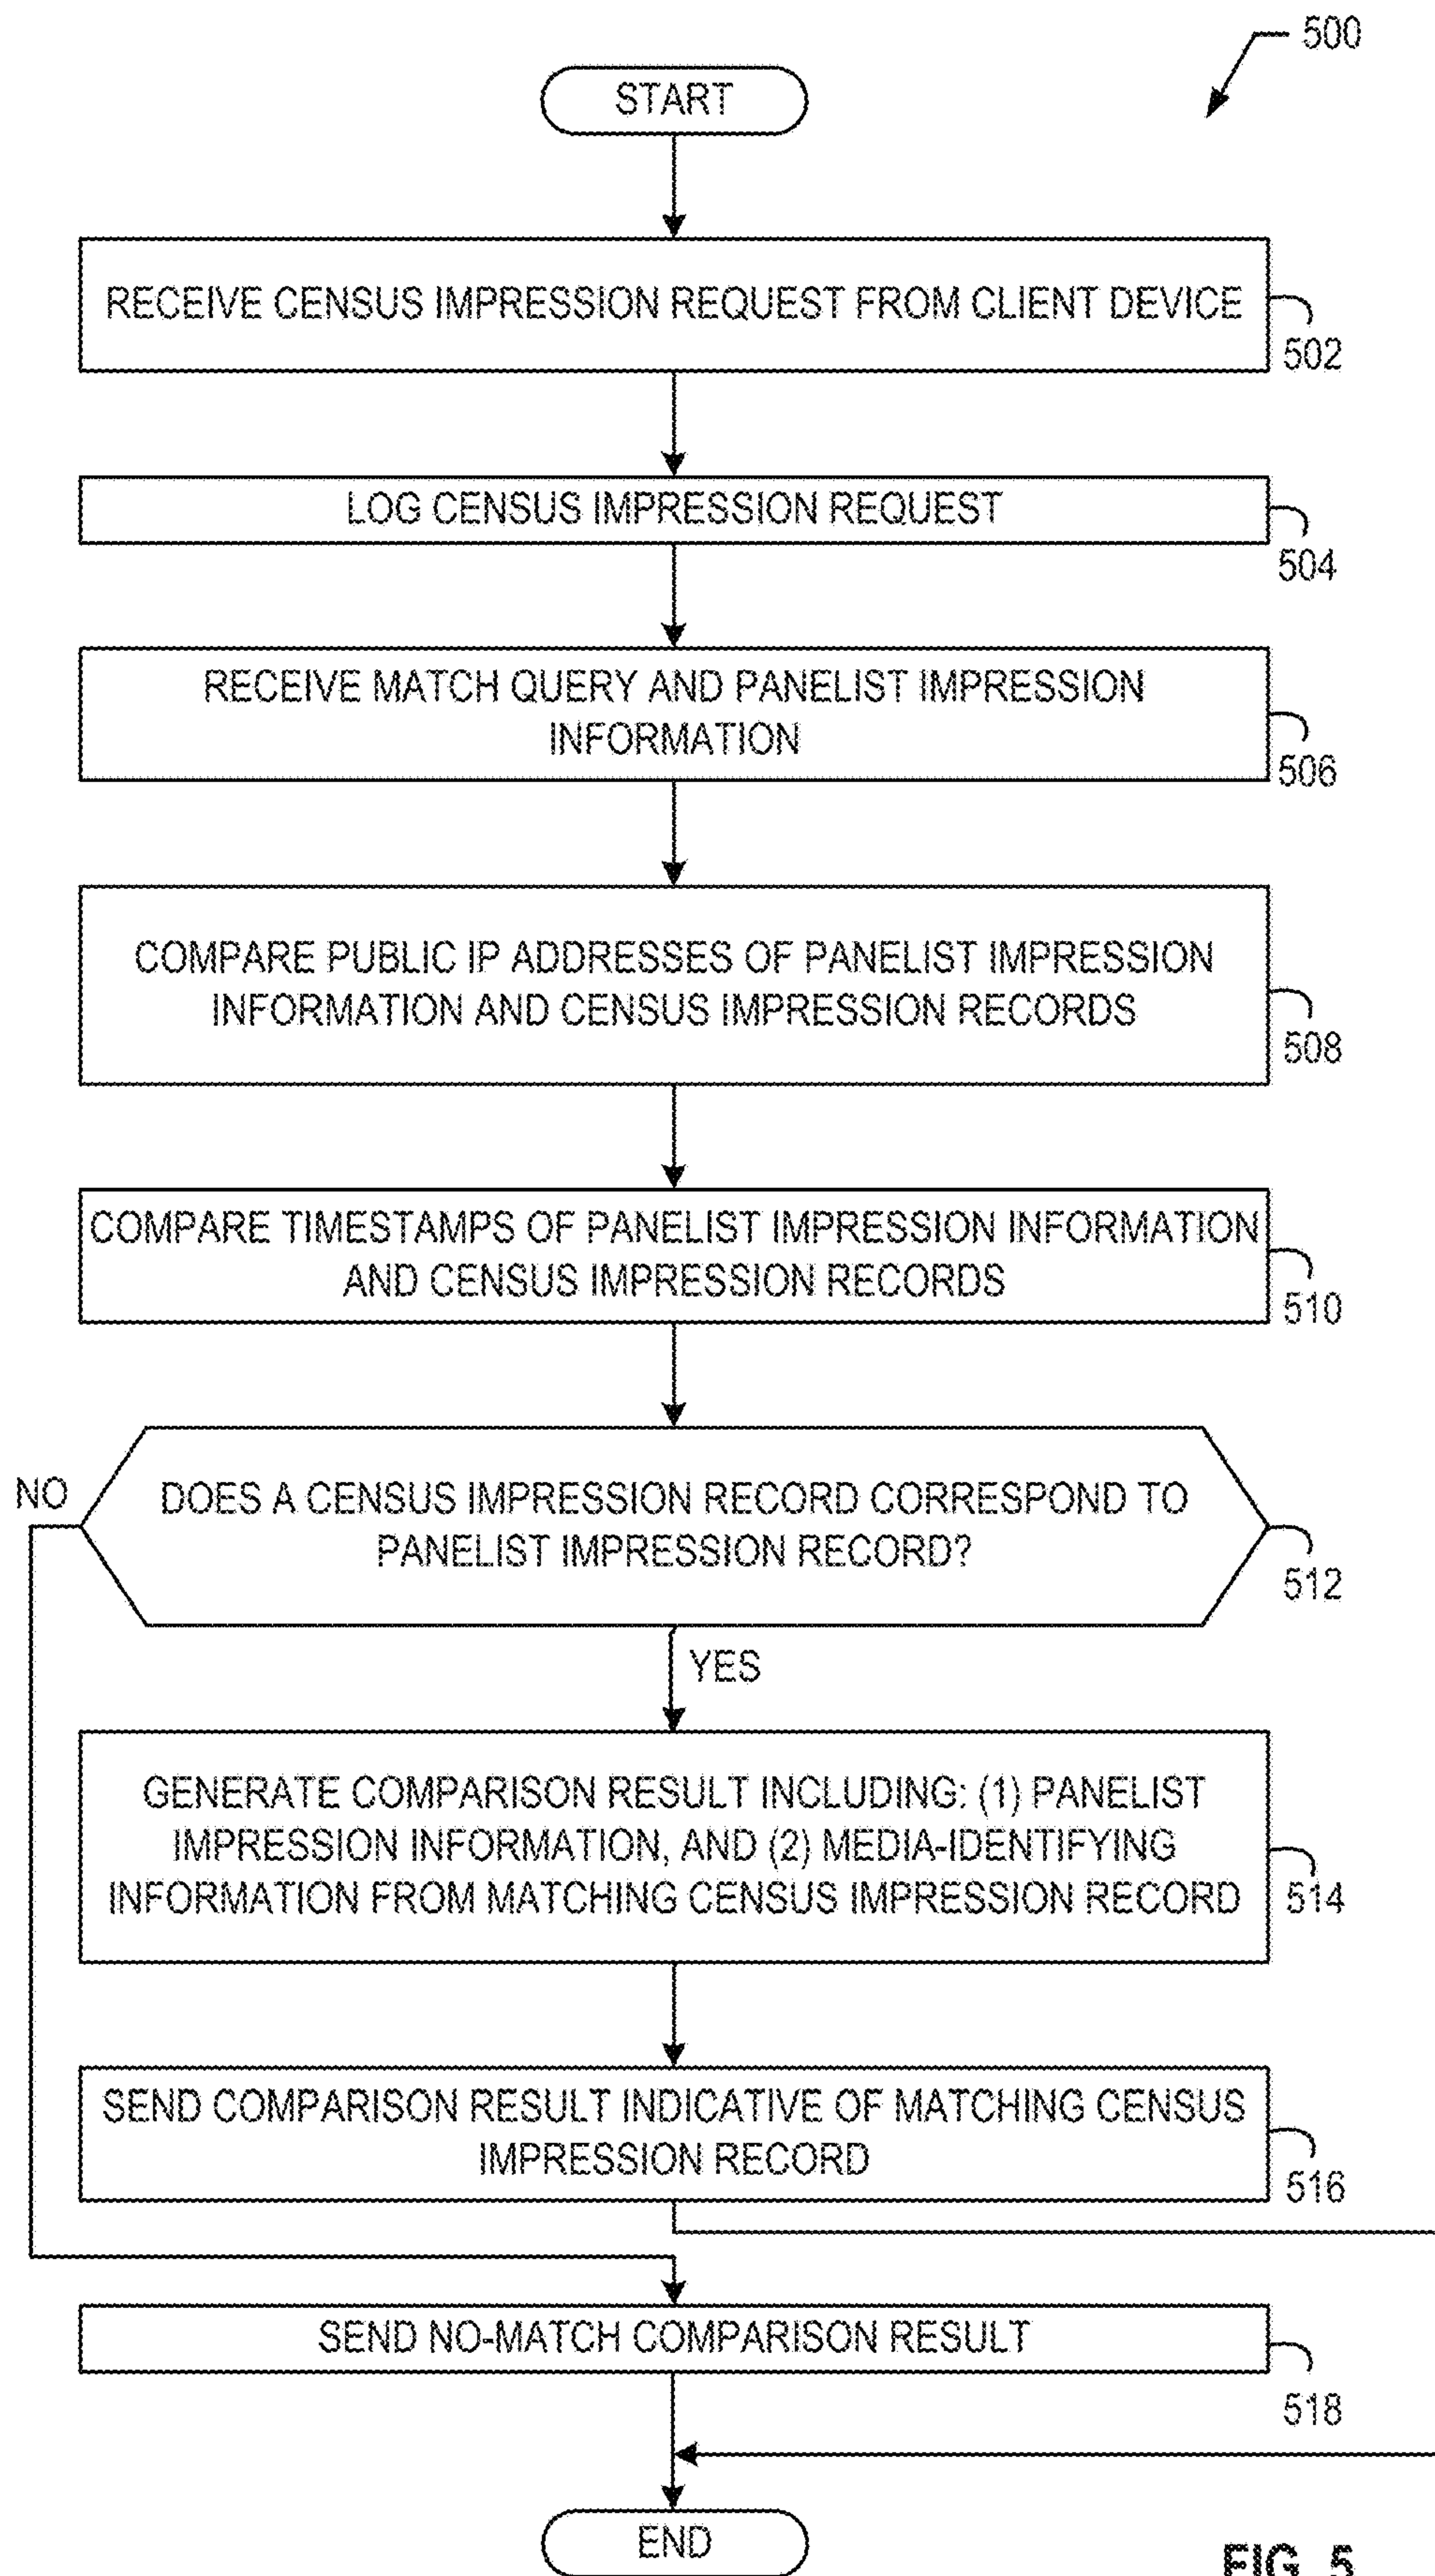 500
START
RECEIVE CENSUS IMPRESSION REQUEST FROM CLIENT DEVICE
502
LOG CENSUS IMPRESSION REQUEST
504
RECEIVE MATCH QUERY AND PANELIST IMPRESSION
INFORMATION
506
COMPARE PUBLIC IP ADDRESSES OF PANELIST IMPRESSION
INFORMATION AND CENSUS IMPRESSION RECORDS
508
COMPARE TIMESTAMPS OF PANELIST IMPRESSION INFORMATION
AND CENSUS IMPRESSION RECORDS
510
NO
DOES A CENSUS IMPRESSION RECORD CORRESPOND TO
PANELIST IMPRESSION RECORD?
512
YES
GENERATE COMPARISON RESULT INCLUDING: (1) PANELIST
IMPRESSION INFORMATION, AND (2) MEDIA-IDENTIFYING
INFORMATION FROM MATCHING CENSUS IMPRESSION RECORD
514
SEND COMPARISON RESULT INDICATIVE OF MATCHING CENSUS
IMPRESSION RECORD
516
SEND NO-MATCH COMPARISON RESULT
518
END
FIG. 5